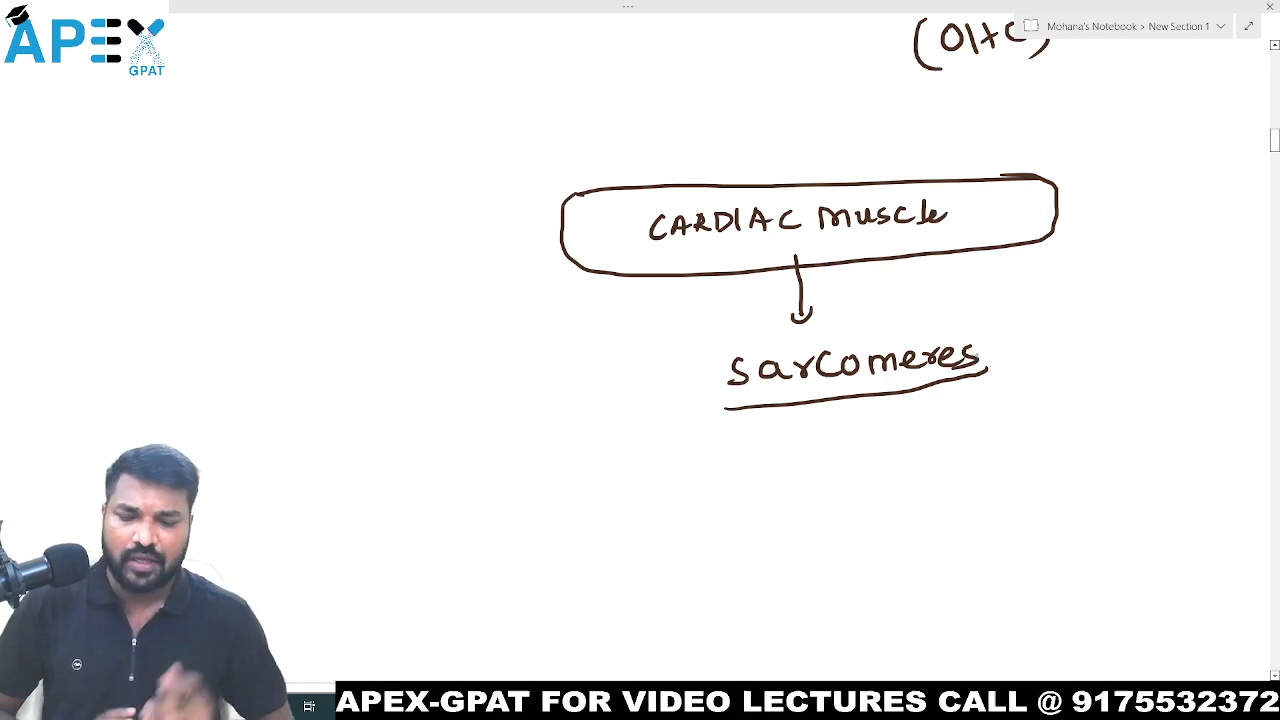 APEX
GPAT
Mohana's Notebook > New Section 1
CARDIAC Muscle
sarcomeres
APEX-GPAT FOR VIDEO LECTURES CALL @ 9175532372